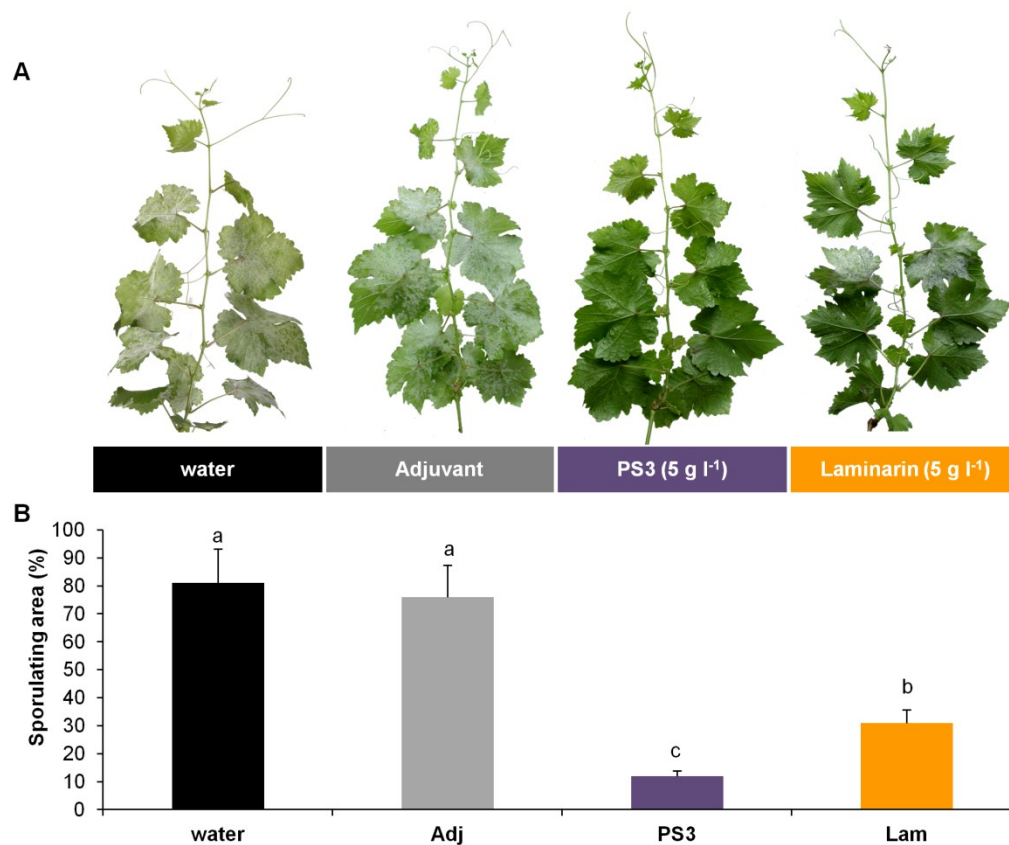 A
water Adjuvant PS3 (5 g l⁻¹) Laminarin (5 g l⁻¹)
B
Sporulating area (%)
100
90
80
70
60
50
40
30
20
10
0
a a c b
water Adj PS3 Lam